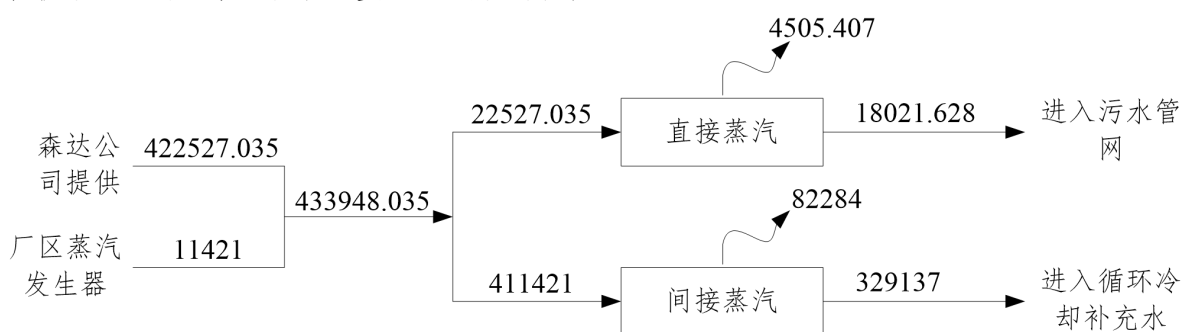 4505.407
22527.035
直接蒸汽
18021.628
进入污水管
网
森达公
司提供
422527.035
433948.035
82284
厂区蒸汽
发生器
11421
411421
间接蒸汽
329137
进入循环冷
却补充水